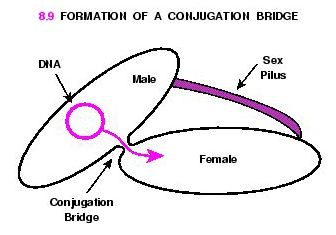 8.9 FORMATION OF A CONJUGATION BRIDGE
DNA
Male
Sex
Pilus
Female
Conjugation
Bridge